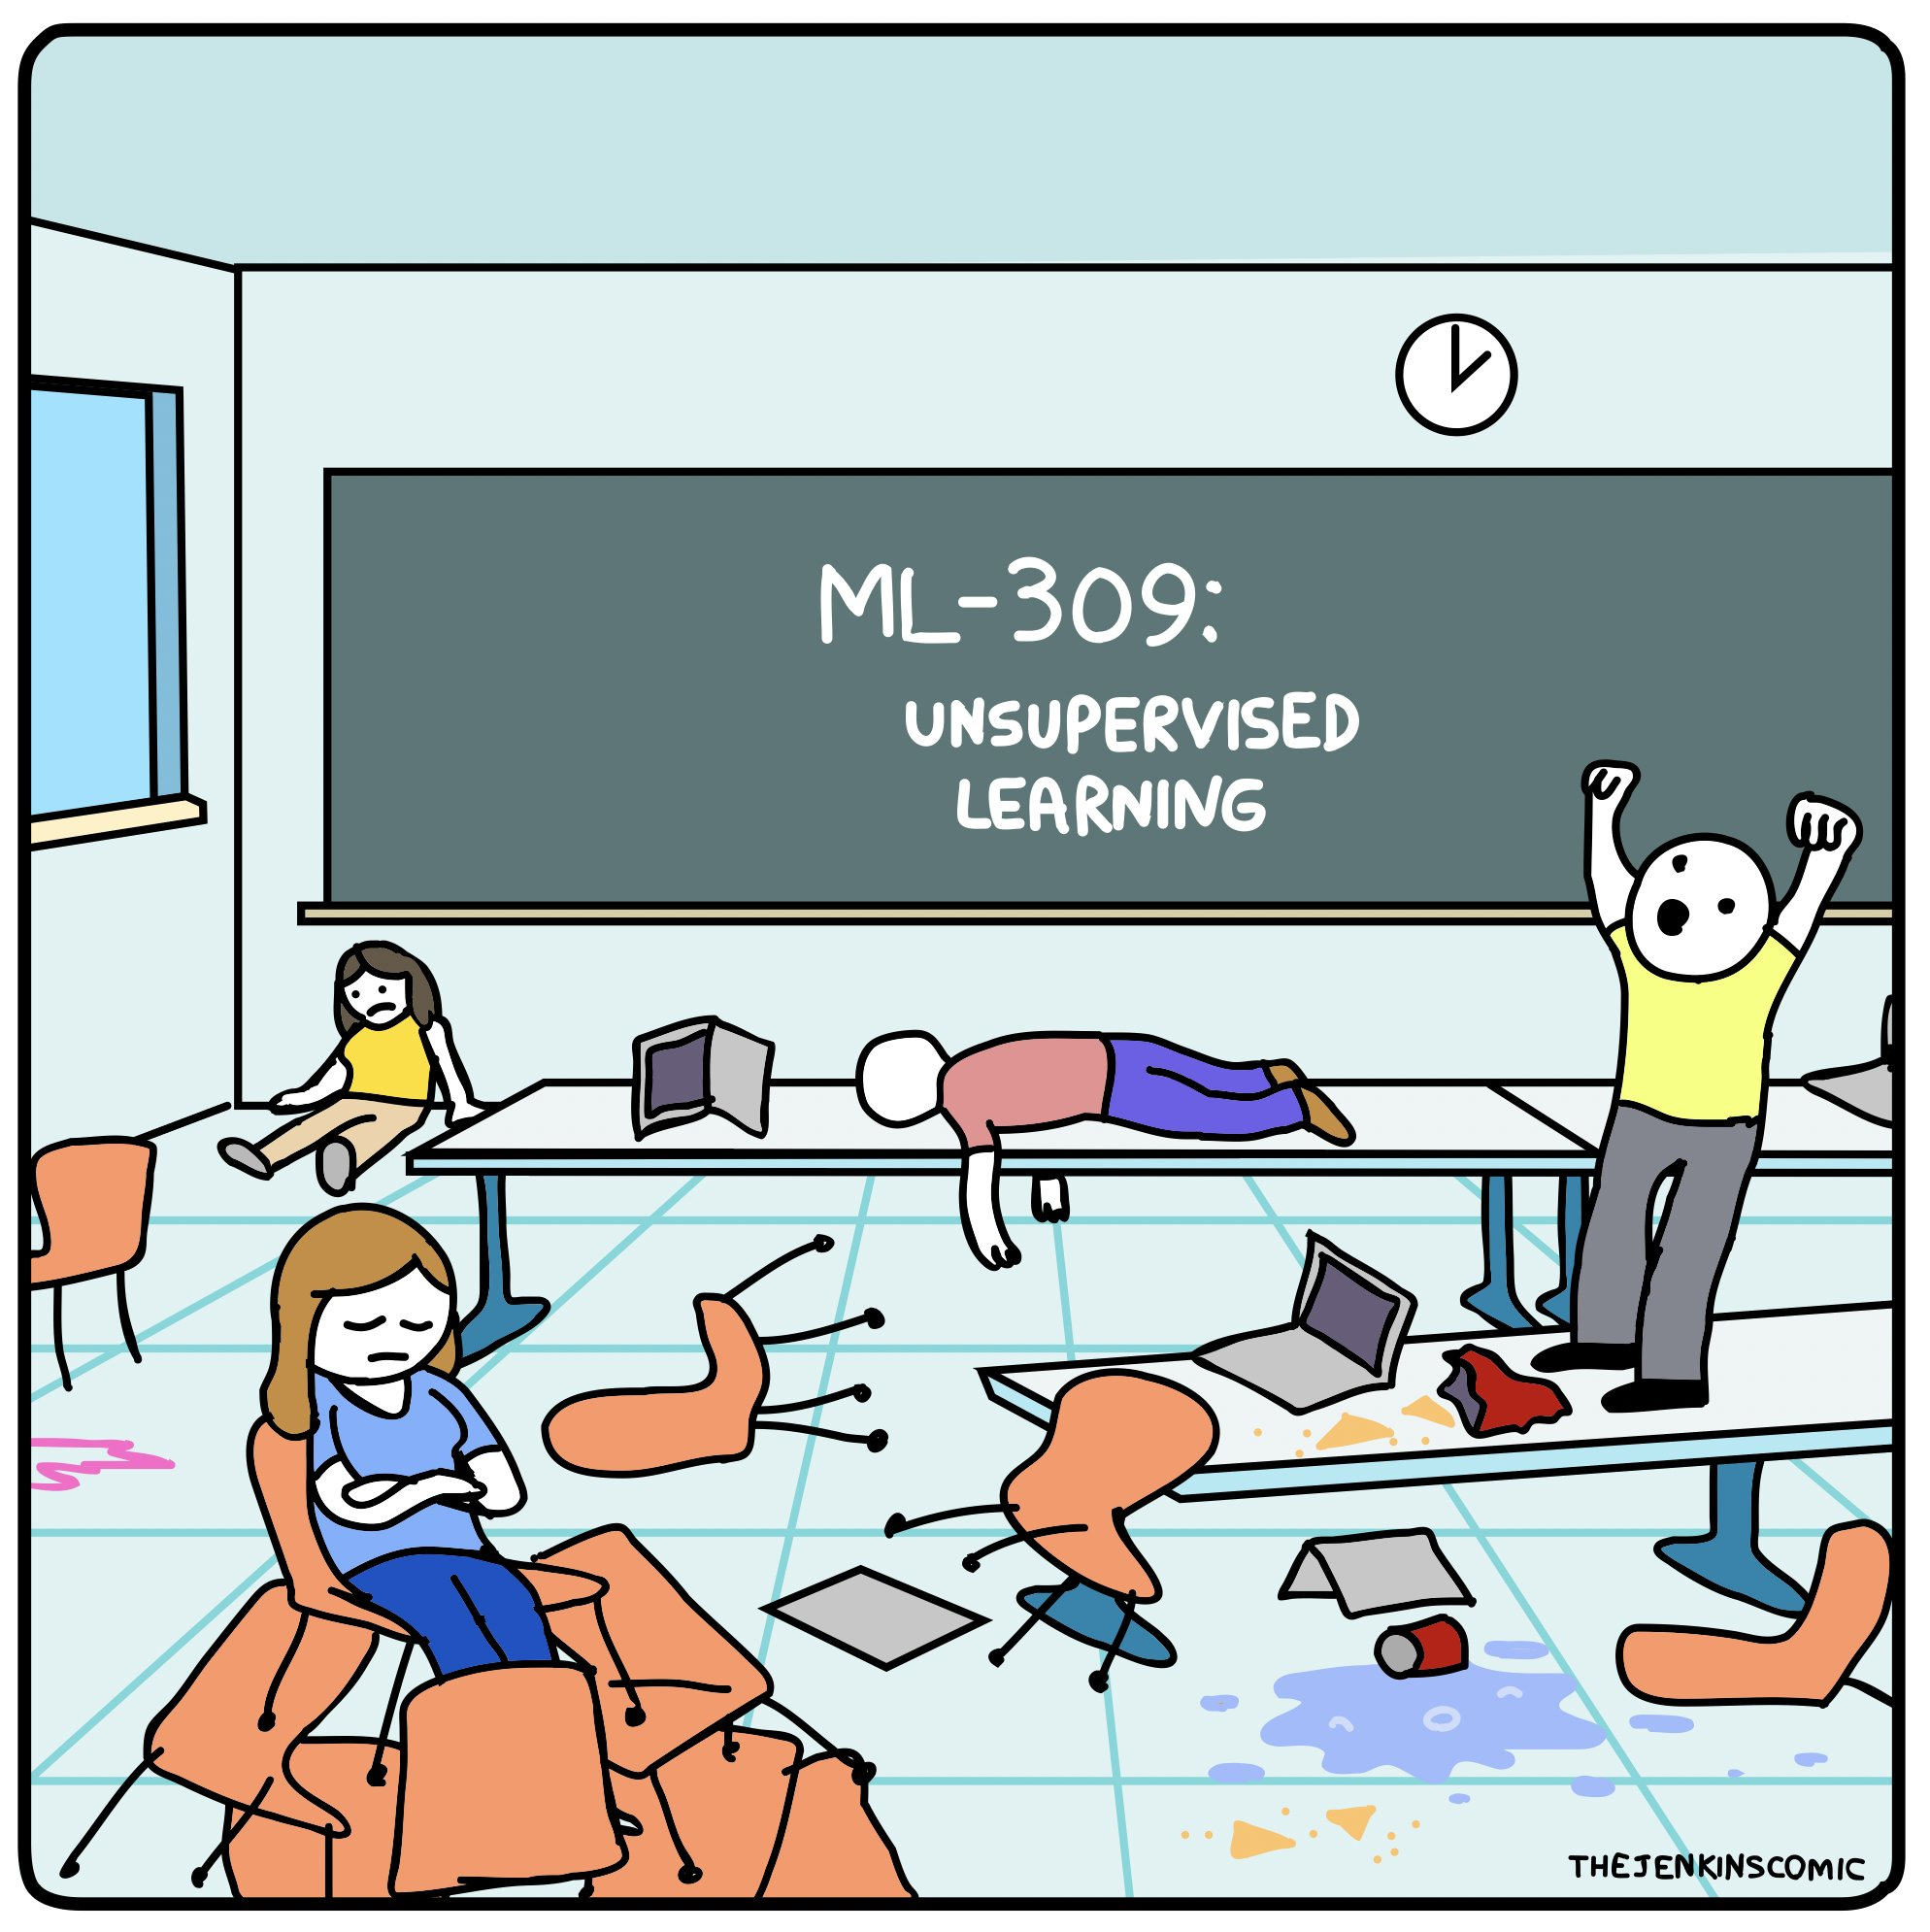 ML-309:
UNSUPERVISED
LEARNING
THEJENKINSCOMIC